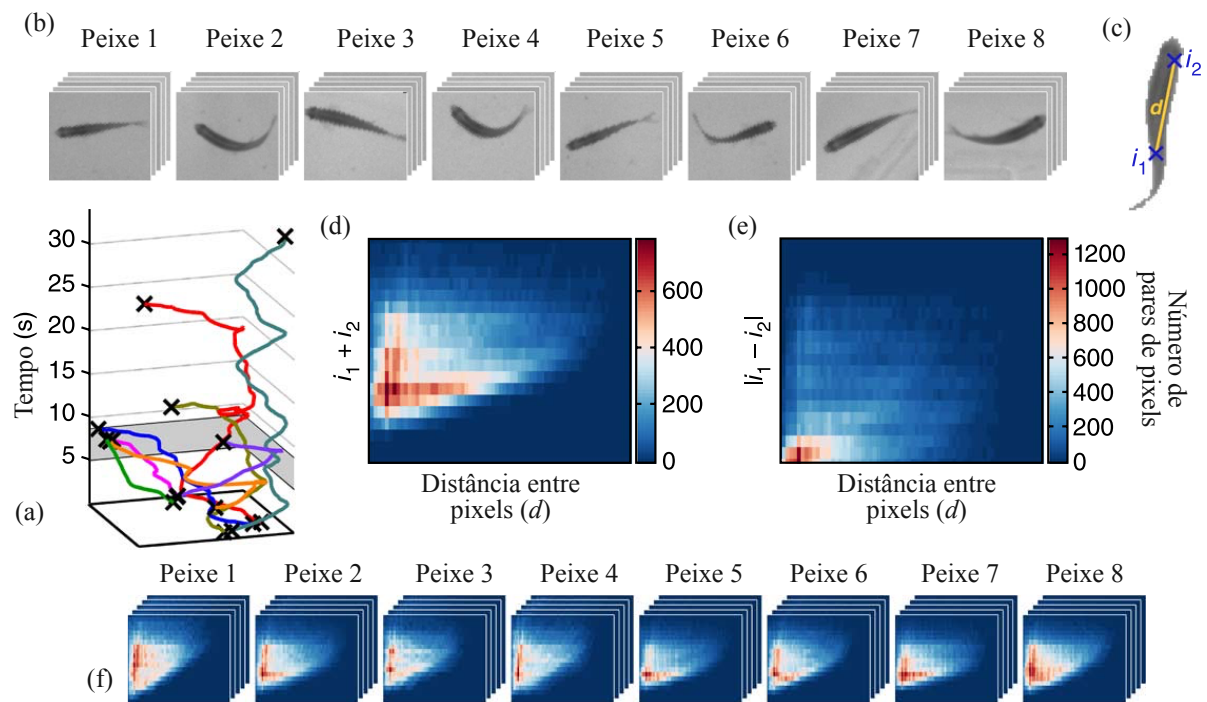 (b)
Peixe 1 Peixe 2 Peixe 3 Peixe 4 Peixe 5 Peixe 6 Peixe 7 Peixe 8
(c)
i2
d
i1
(a)
Tempo (s)
30
25
20
15
10
5
(d)
i1 + i2
Distância entre
pixels (d)
600
400
200
0
(e)
|i1 − i2|
Distância entre
pixels (d)
1200
1000
800
600
400
200
0
Número de
pares de pixels
(f)
Peixe 1 Peixe 2 Peixe 3 Peixe 4 Peixe 5 Peixe 6 Peixe 7 Peixe 8